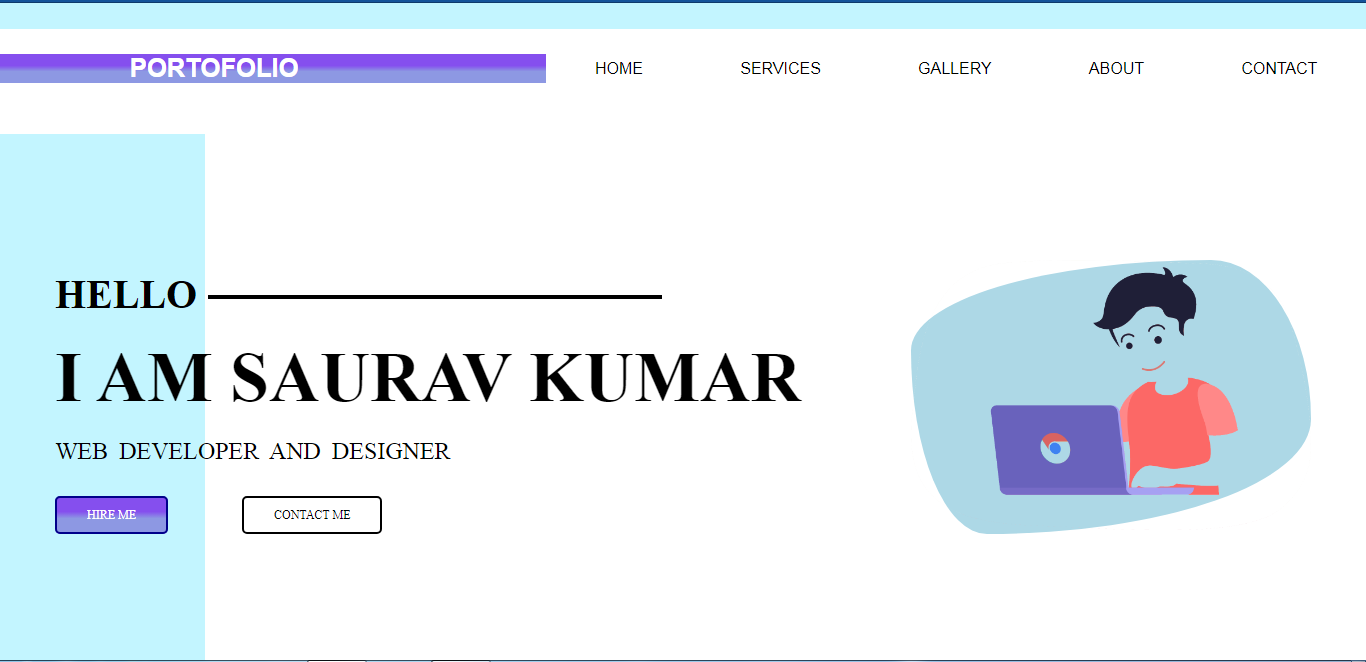 PORTOFOLIO HOME SERVICES GALLERY ABOUT CONTACT
HELLO
I AM SAURAV KUMAR
WEB DEVELOPER AND DESIGNER
HIRE ME CONTACT ME